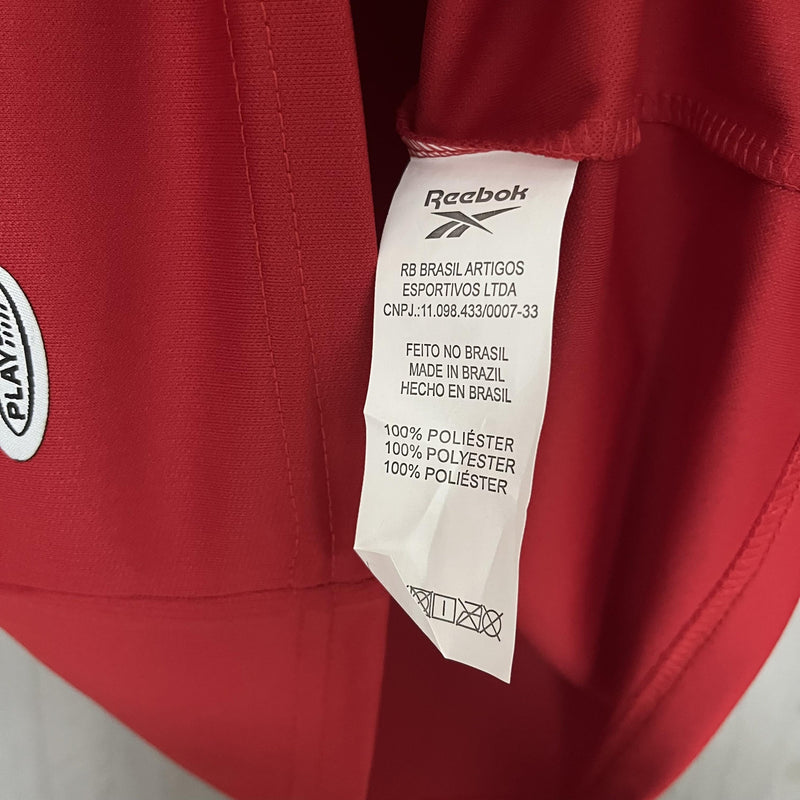 Reebok
RB BRASIL ARTIGOS
ESPORTIVOS LTDA
CNPJ.:11.098.433/0007-33
FEITO NO BRASIL
MADE IN BRAZIL
HECHO EN BRASIL
100% POLIÉSTER
100% POLYESTER
100% POLIÉSTER
PLAY